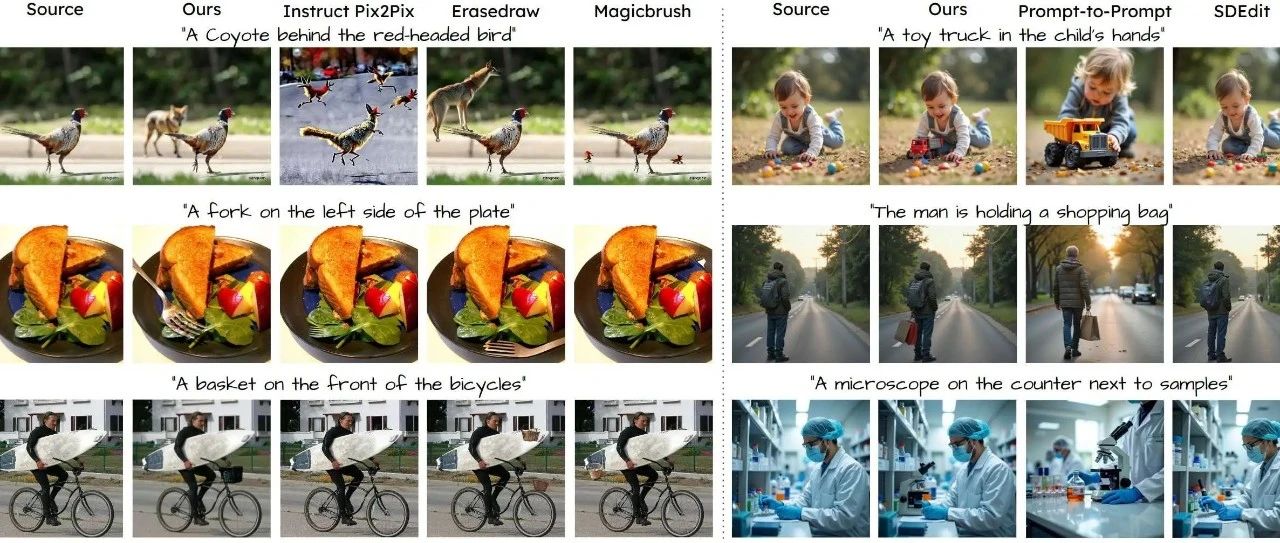 Source Ours Instruct Pix2Pix Erasedraw Magicbrush
"A Coyote behind the red-headed bird"
"A fork on the left side of the plate"
"A basket on the front of the bicycles"
Source Ours Prompt-to-Prompt SDEdit
"A toy truck in the child's hands"
"The man is holding a shopping bag"
"A microscope on the counter next to samples"